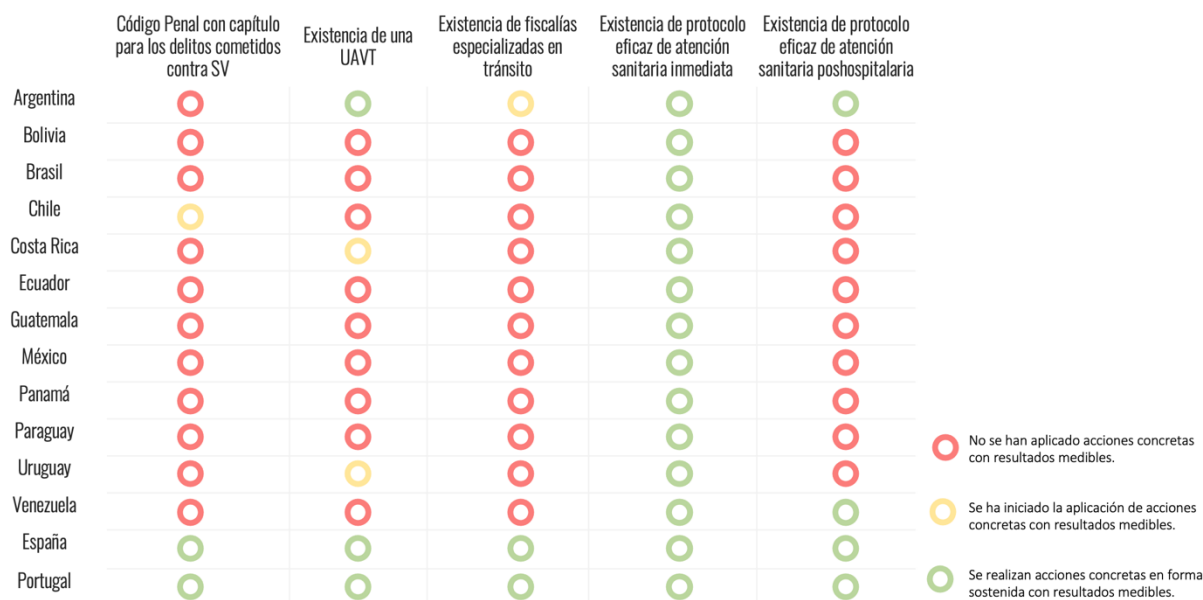 Código Penal con capítulo
para los delitos cometidos
contra SV
Existencia de una
UAVT
Existencia de fiscalías
especializadas en
tránsito
Existencia de protocolo
eficaz de atención
sanitaria inmediata
Existencia de protocolo
eficaz de atención
sanitaria poshospitalaria
Argentina
Bolivia
Brasil
Chile
Costa Rica
Ecuador
Guatemala
México
Panamá
Paraguay
Uruguay
Venezuela
España
Portugal
No se han aplicado acciones concretas
con resultados medibles.
Se ha iniciado la aplicación de acciones
concretas con resultados medibles.
Se realizan acciones concretas en forma
sostenida con resultados medibles.